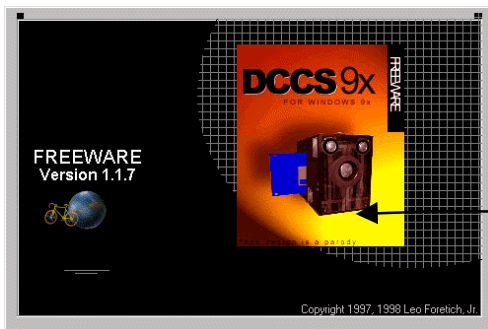 DCCS 9x
FREEWARE
FOR WINDOWS 9x
FREEWARE
Version 1.1.7
design is a parody
Copyright 1997, 1998 Leo Foretich, Jr.